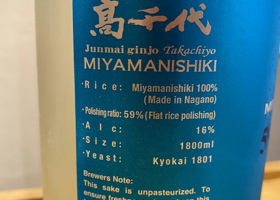 髙千代
Junmai ginjo Takachiyo
MIYAMANISHIKI
Rice: Miyamanishiki 100%
(Made in Nagano)
Polishing ratio: 59% (Flat rice polishing)
Alc: 16%
Size: 1800ml
Yeast: Kyokai 1801
Brewers Note:
This sake is unpasteurized. To